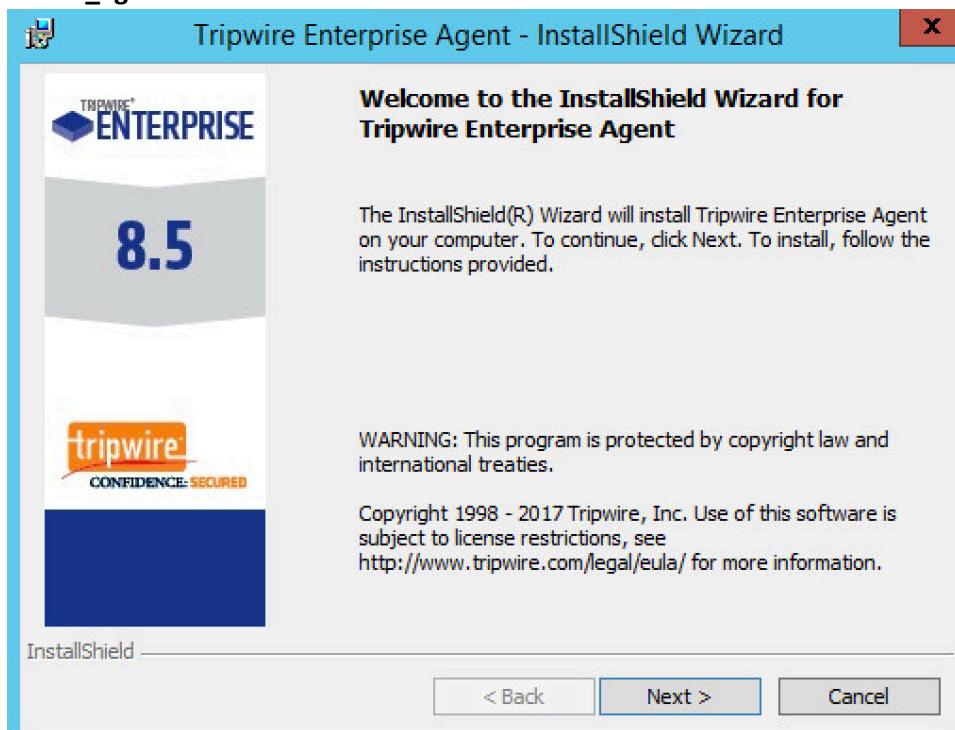 Tripwire Enterprise Agent - InstallShield Wizard
x
TRIPWIRE®
ENTERPRISE
8.5
tripwire
CONFIDENCE: SECURED
Welcome to the InstallShield Wizard for
Tripwire Enterprise Agent
The InstallShield(R) Wizard will install Tripwire Enterprise Agent
on your computer. To continue, click Next. To install, follow the
instructions provided.
WARNING: This program is protected by copyright law and
international treaties.
Copyright 1998 - 2017 Tripwire, Inc. Use of this software is
subject to license restrictions, see
http://www.tripwire.com/legal/eula/ for more information.
InstallShield
< Back
Next >
Cancel